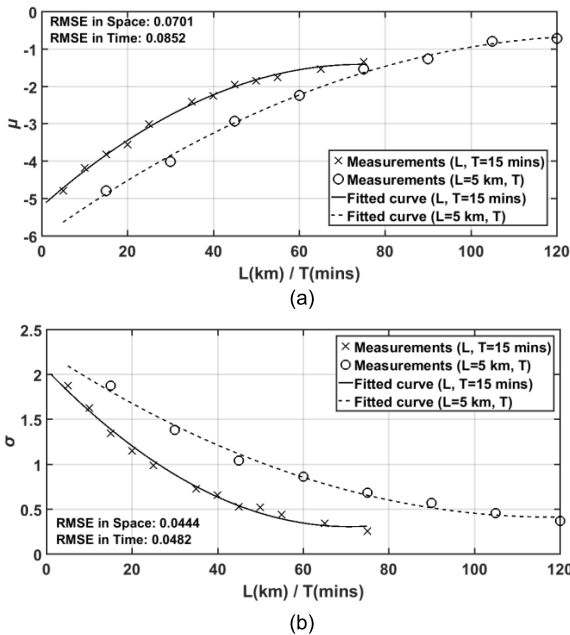 RMSE in Space: 0.0701
RMSE in Time: 0.0852
0
-1
-2
-3
-4
-5
-6
μ
× Measurements (L, T=15 mins)
○ Measurements (L=5 km, T)
Fitted curve (L, T=15 mins)
Fitted curve (L=5 km, T)
0 20 40 60 80 100 120
L(km) / T(mins)
(a)
2.5
2
1.5
1
0.5
0
σ
× Measurements (L, T=15 mins)
○ Measurements (L=5 km, T)
Fitted curve (L, T=15 mins)
Fitted curve (L=5 km, T)
RMSE in Space: 0.0444
RMSE in Time: 0.0482
0 20 40 60 80 100 120
L(km) / T(mins)
(b)